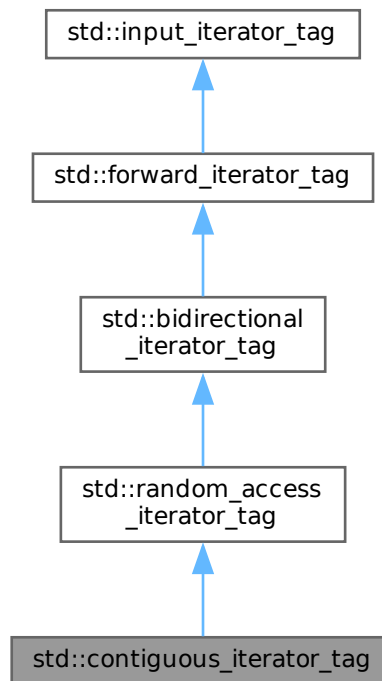 std::input_iterator_tag
std::forward_iterator_tag
std::bidirectional
_iterator_tag
std::random_access
_iterator_tag
std::contiguous_iterator_tag